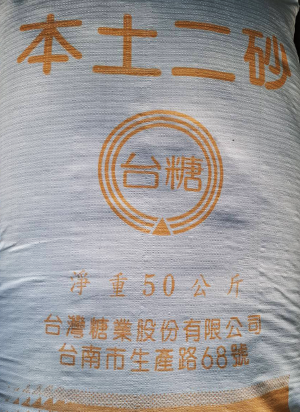 本土二砂
台糖
淨重50公斤
台灣糖業股份有限公司
台南市生產路68號